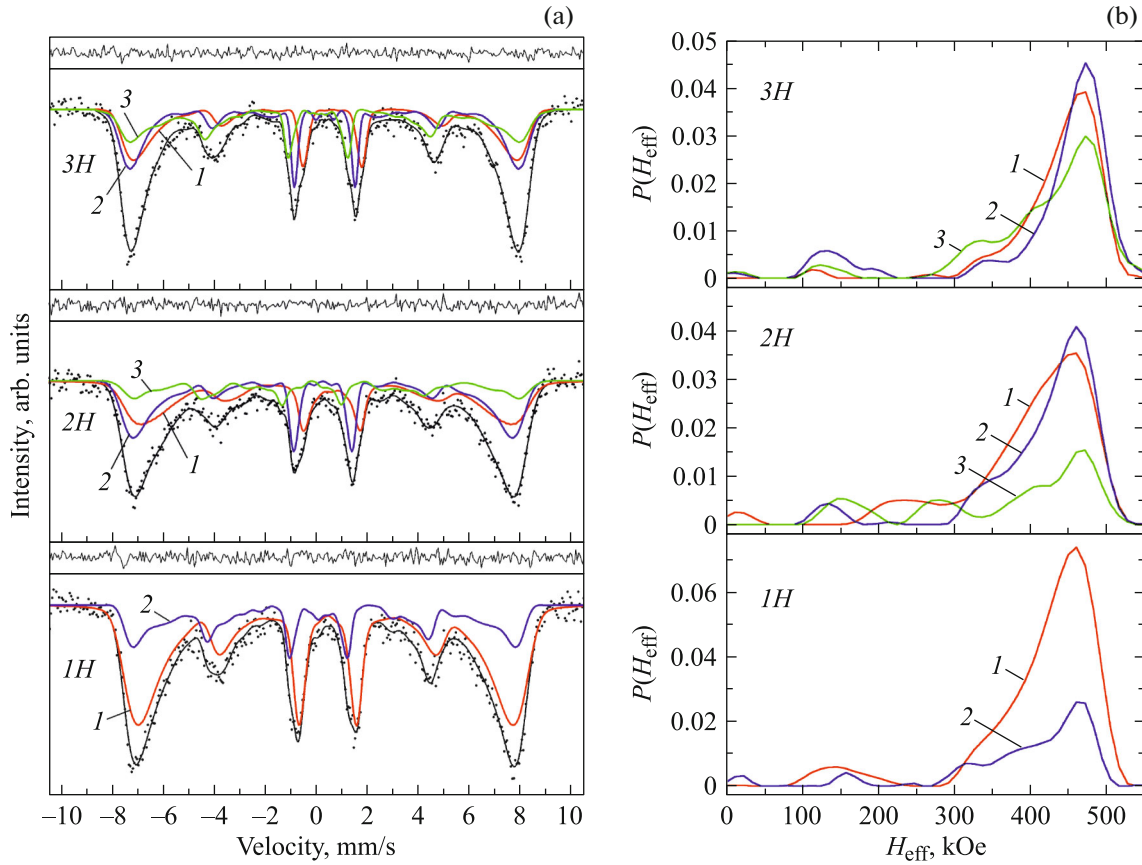 (a)
3
3H
2
1
3
2H
2
1
2
1H
1
Intensity, arb. units
–10 –8 –6 –4 –2 0 2 4 6 8 10
Velocity, mm/s
(b)
0.05
0.04
0.03
0.02
0.01
0
P(Heff)
3H
1
2
3
0.04
0.03
0.02
0.01
0
P(Heff)
2H
1
2
3
0.06
0.04
0.02
0
P(Heff)
1H
1
2
0 100 200 300 400 500
Heff, kOe